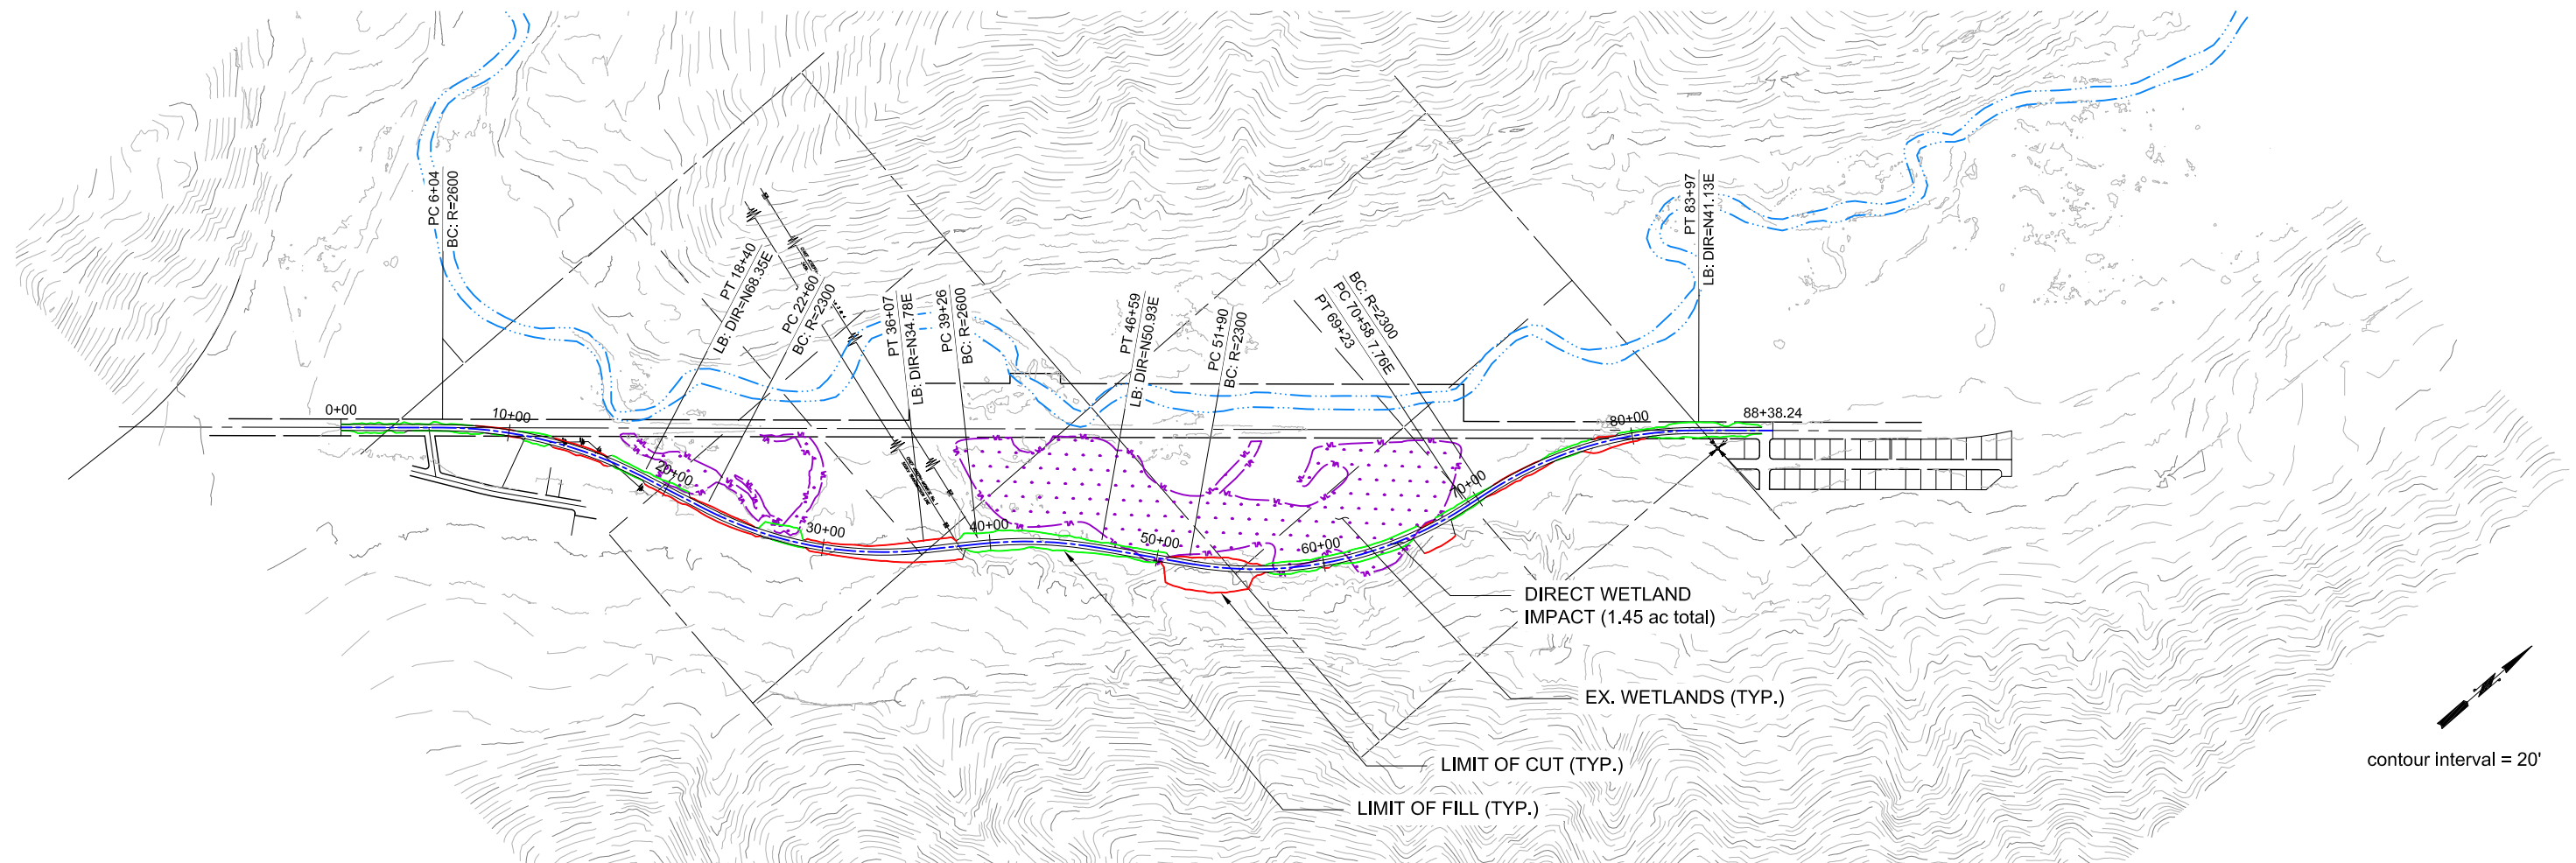 PC 6+04
BC: R=2600
PT 18+40
LB: DIR=N68.35E
PC 22+60
BC: R=2300
PT 36+07
LB: DIR=N34.78E
PC 39+26
BC: R=2600
PT 46+59
LB: DIR=N50.93E
PC 51+90
BC: R=2300
BC: R=2300
PC 70+58 7.76E
PT 69+23
PT 83+97
LB: DIR=N41.13E
0+00
10+00
20+00
30+00
40+00
50+00
60+00
70+00
80+00
88+38.24
DIRECT WETLAND
IMPACT (1.45 ac total)
EX. WETLANDS (TYP.)
LIMIT OF CUT (TYP.)
LIMIT OF FILL (TYP.)
contour interval = 20'